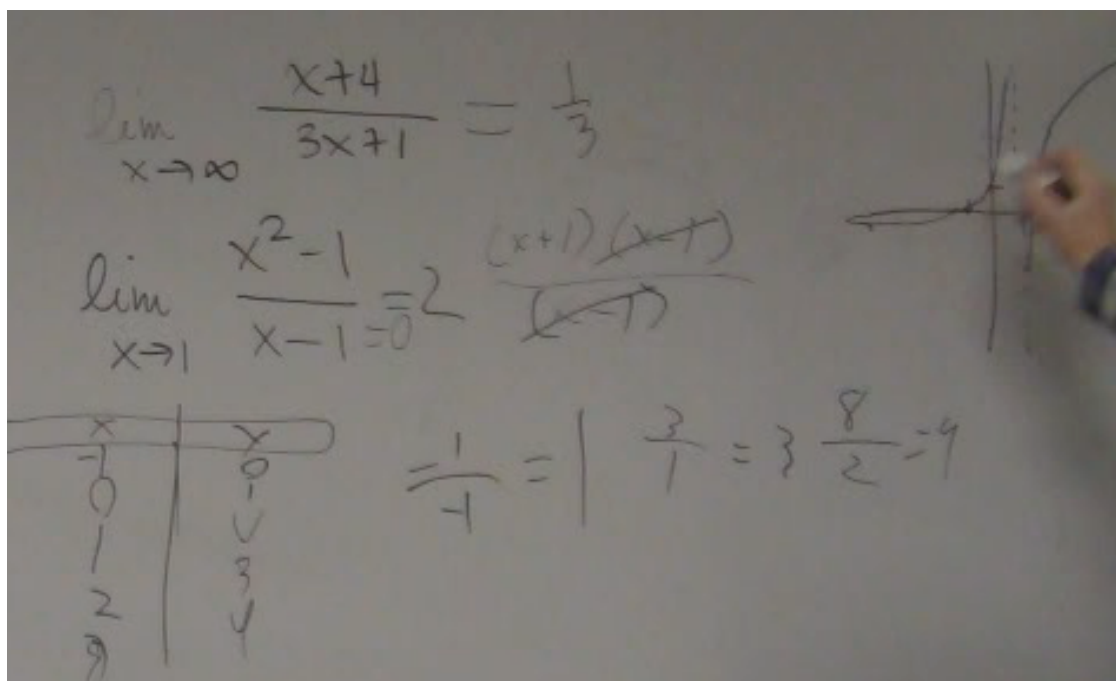 lim x→∞ x+4 / 3x+1 = 1/3
lim x→1 x²-1 / x-1 =0 =2 (x+1)(x-1) / (x-1)
x y
-1 0
0 1
1 U
2 3
3 4
-1/-1 = 1 3/1 = 3 8/2 = 4